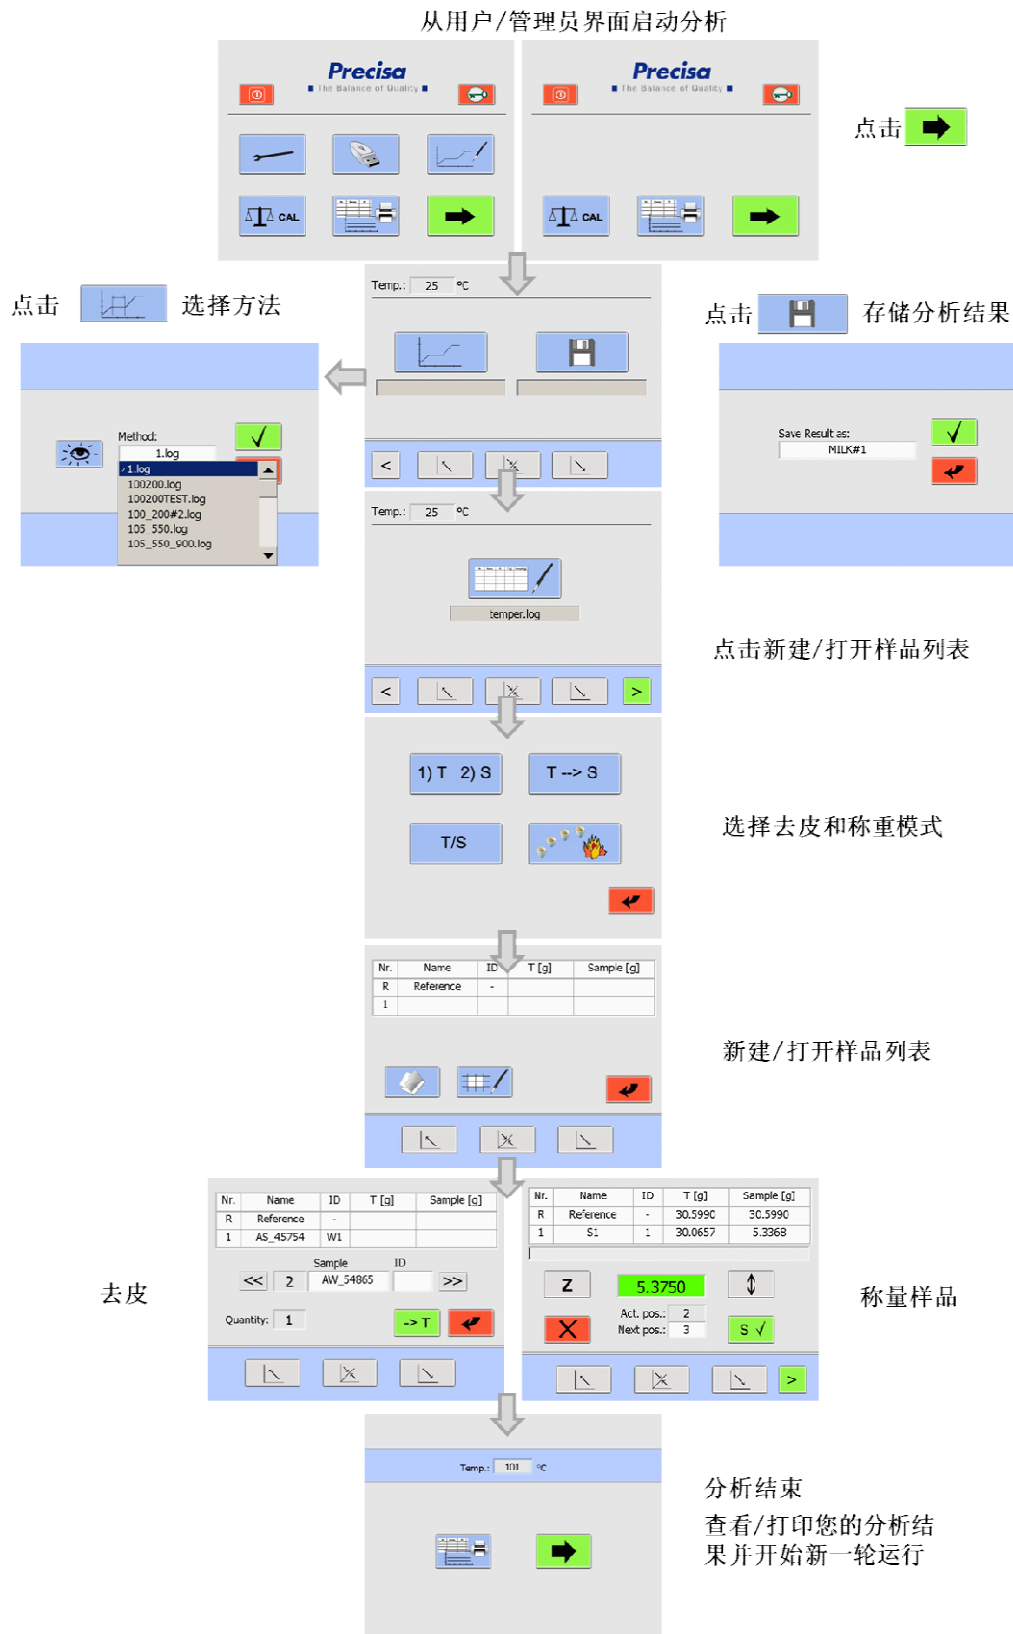 从用户/管理员界面启动分析
Precisa
The Balance of Quality
Precisa
The Balance of Quality
点击
CAL
CAL
Temp.: 25 °C
点击 选择方法
点击 存储分析结果
Method:
1.log
✓1.log
100200.log
100200TEST.log
100_200#2.log
105_550.log
105_550_900.log
Save Result as:
MILK#1
<
Temp.: 25 °C
temper.log
点击新建/打开样品列表
< >
1) T 2) S
T --> S
选择去皮和称重模式
T/S
Nr. Name ID T [g] Sample [g]
R Reference -
1
新建/打开样品列表
去皮
Nr. Name ID T [g] Sample [g]
R Reference -
1 AS_45754 W1
Sample ID
<< 2 AW_54865 >>
Quantity: 1 -> T
Nr. Name ID T [g] Sample [g]
R Reference - 30.5990 30.5990
1 S1 1 30.0657 5.3368
Z 5.3750
Act. pos.: 2
Next pos.: 3
X S √
>
称量样品
Temp.: 101 °C
分析结束
查看/打印您的分析结
果并开始新一轮运行